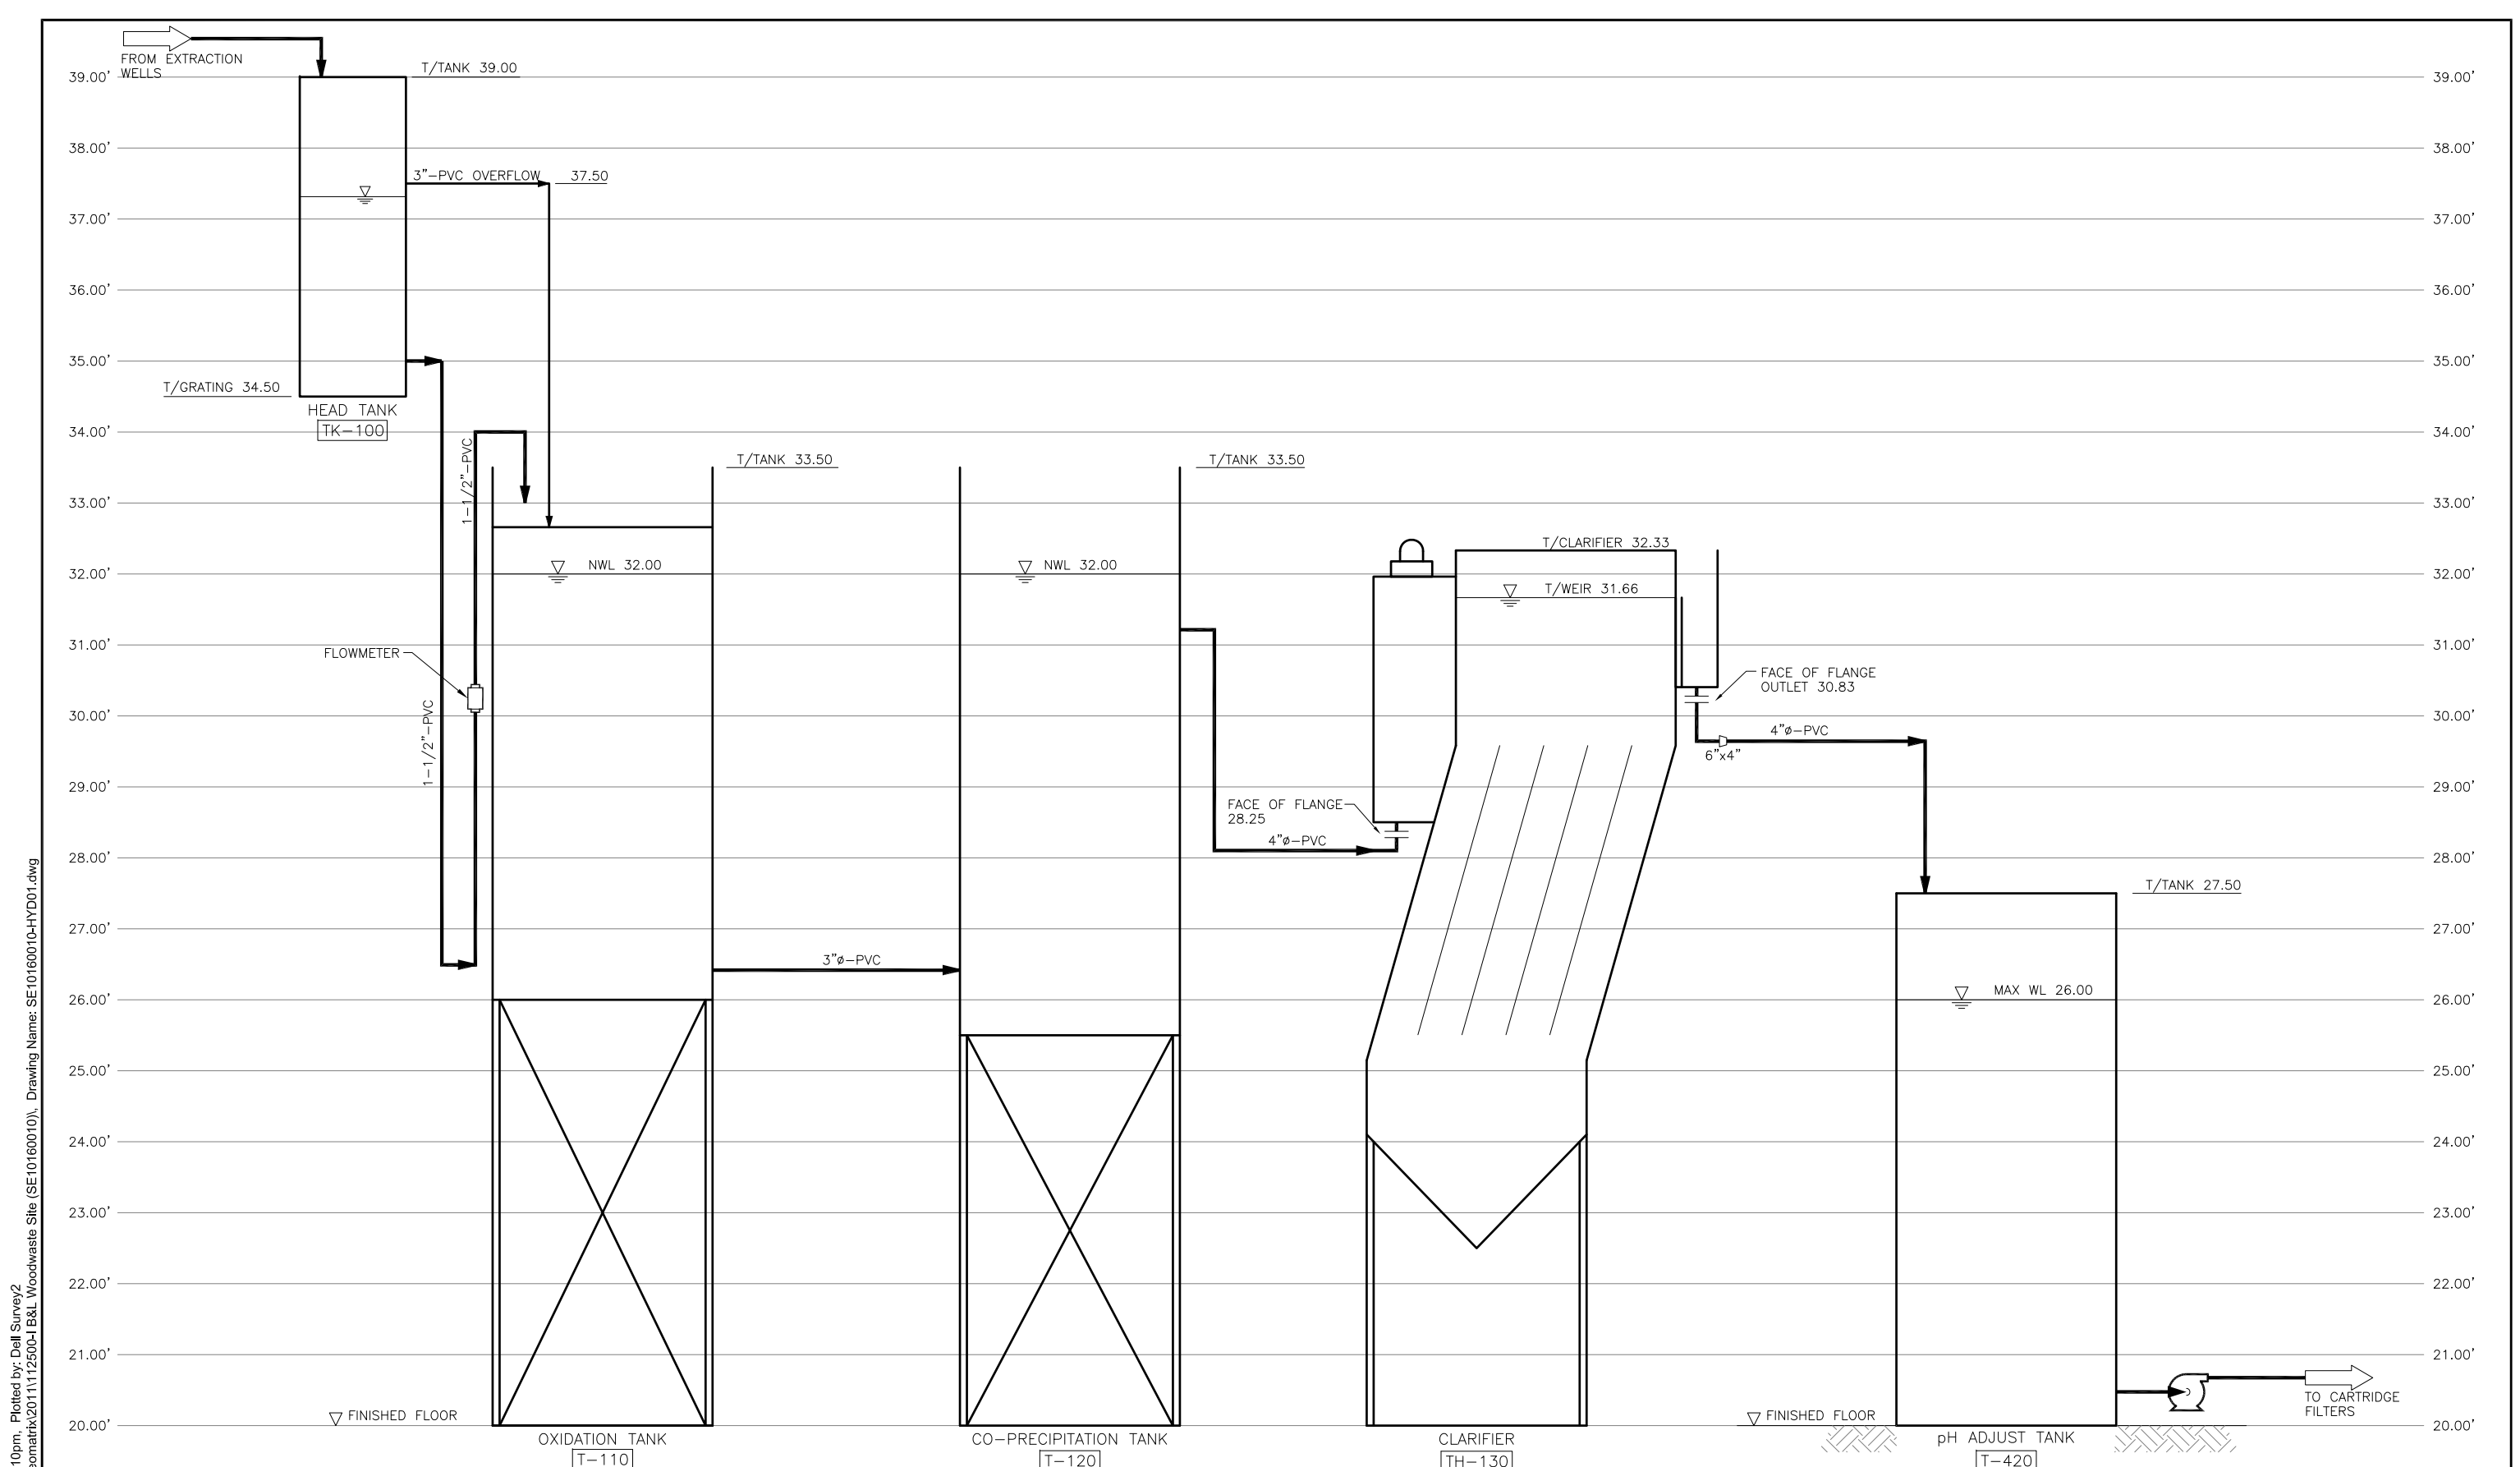 FROM EXTRACTION
WELLS
T/TANK 39.00
39.00'
39.00'
38.00'
38.00'
3"-PVC OVERFLOW
37.50
37.00'
37.00'
36.00'
36.00'
35.00'
35.00'
T/GRATING 34.50
HEAD TANK
TK-100
34.00'
34.00'
1-1/2"-PVC
T/TANK 33.50
T/TANK 33.50
33.00'
33.00'
T/CLARIFIER 32.33
32.00'
NWL 32.00
NWL 32.00
32.00'
T/WEIR 31.66
31.00'
31.00'
FLOWMETER
FACE OF FLANGE
OUTLET 30.83
30.00'
30.00'
1-1/2"-PVC
4"ø-PVC
6"x4"
29.00'
29.00'
FACE OF FLANGE
28.25
4"ø-PVC
28.00'
28.00'
T/TANK 27.50
27.00'
27.00'
3"ø-PVC
26.00'
MAX WL 26.00
26.00'
25.00'
25.00'
24.00'
24.00'
23.00'
23.00'
22.00'
22.00'
21.00'
21.00'
TO CARTRIDGE
FILTERS
20.00'
FINISHED FLOOR
FINISHED FLOOR
20.00'
OXIDATION TANK
T-110
CO-PRECIPITATION TANK
T-120
CLARIFIER
TH-130
pH ADJUST TANK
T-420
10pm, Plotted by: Dell Survey2
eomatrix\2011\112500-I B&L Woodwaste Site (SE10160010)\, Drawing Name: SE10160010-HYD01.dwg